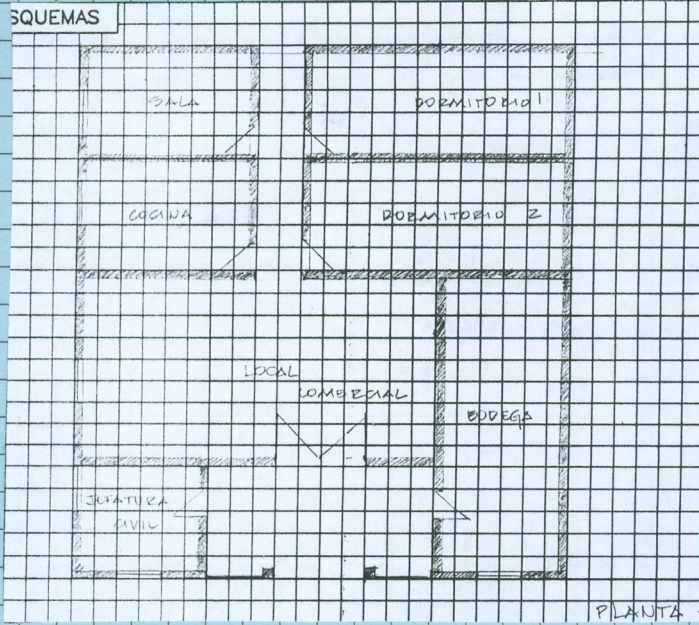 SQUEMAS
SALA
DORMITORIO 1
COCINA
DORMITORIO 2
LOCAL
COMERCIAL
BODEGA
JEFATURA
CIVIL
PLANTA